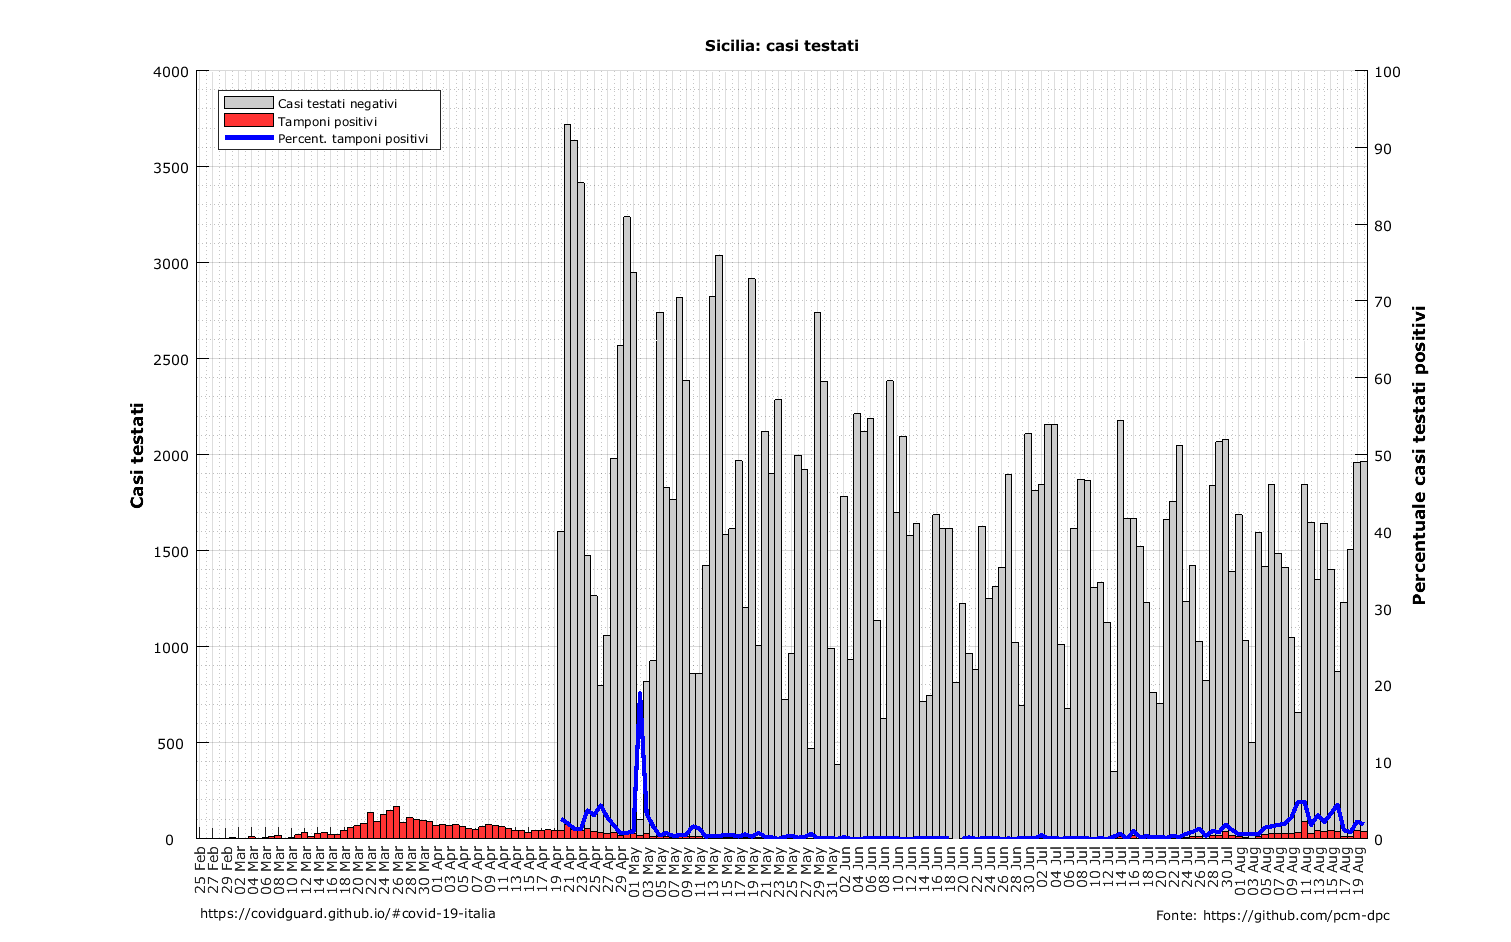 Sicilia: casi testati
Casi testati negativi
Tamponi positivi
Percent. tamponi positivi
Casi testati
4000
3500
3000
2500
2000
1500
1000
500
0
Percentuale casi testati positivi
100
90
80
70
60
50
40
30
20
10
0
25 Feb
27 Feb
29 Feb
02 Mar
04 Mar
06 Mar
08 Mar
10 Mar
12 Mar
14 Mar
16 Mar
18 Mar
20 Mar
22 Mar
24 Mar
26 Mar
28 Mar
30 Mar
01 Apr
03 Apr
05 Apr
07 Apr
09 Apr
11 Apr
13 Apr
15 Apr
17 Apr
19 Apr
21 Apr
23 Apr
25 Apr
27 Apr
29 Apr
01 May
03 May
05 May
07 May
09 May
11 May
13 May
15 May
17 May
19 May
21 May
23 May
25 May
27 May
29 May
31 May
02 Jun
04 Jun
06 Jun
08 Jun
10 Jun
12 Jun
14 Jun
16 Jun
18 Jun
20 Jun
22 Jun
24 Jun
26 Jun
28 Jun
30 Jun
02 Jul
04 Jul
06 Jul
08 Jul
10 Jul
12 Jul
14 Jul
16 Jul
18 Jul
20 Jul
22 Jul
24 Jul
26 Jul
28 Jul
30 Jul
01 Aug
03 Aug
05 Aug
07 Aug
09 Aug
11 Aug
13 Aug
15 Aug
17 Aug
19 Aug
https://covidguard.github.io/#covid-19-italia
Fonte: https://github.com/pcm-dpc